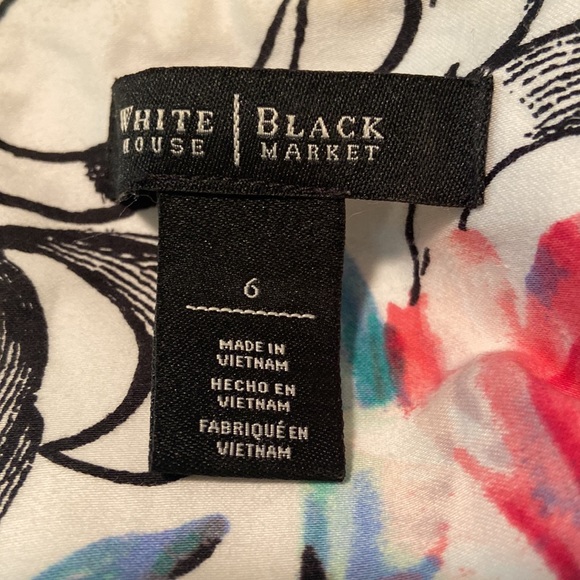 WHITE | BLACK
HOUSE | MARKET
6
MADE IN
VIETNAM
HECHO EN
VIETNAM
FABRIQUÉ EN
VIETNAM